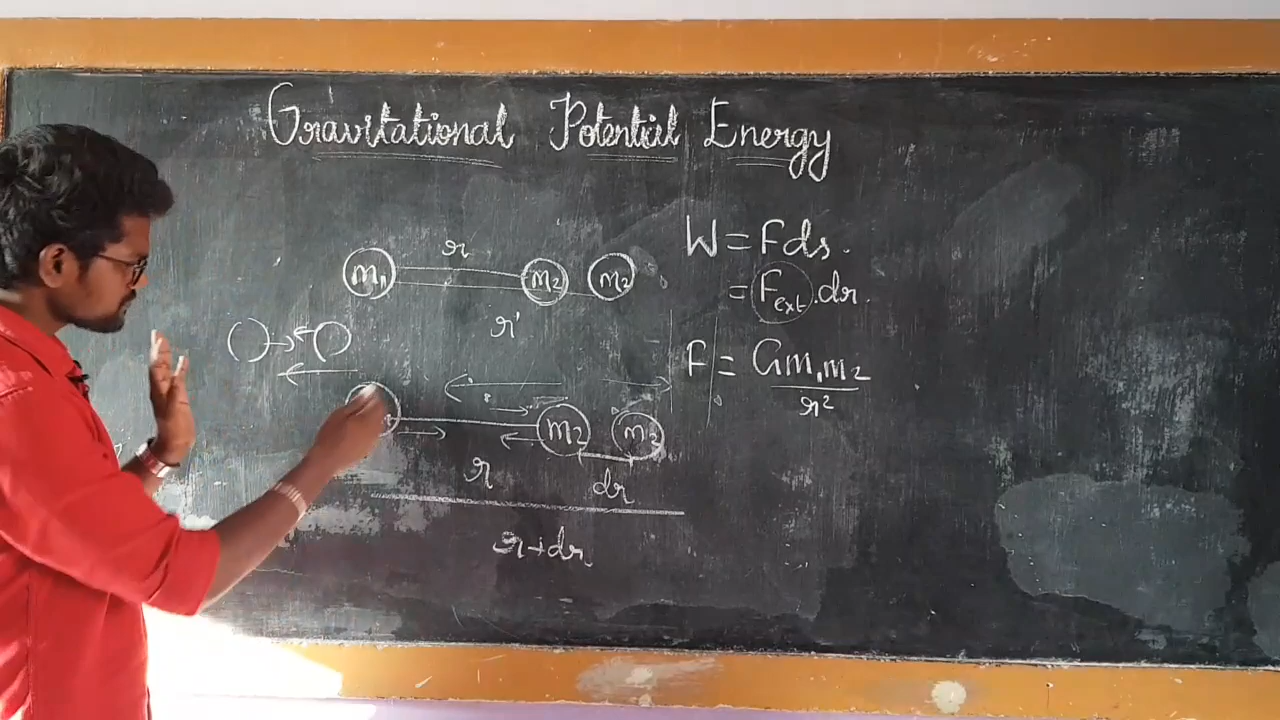 Gravitational Potential Energy
r
m₁ m₂ m₂
r'
W = Fds.
= Fext.dr.
F = Gm₁m₂/r²
m₂ m₂
r dr
r+dr